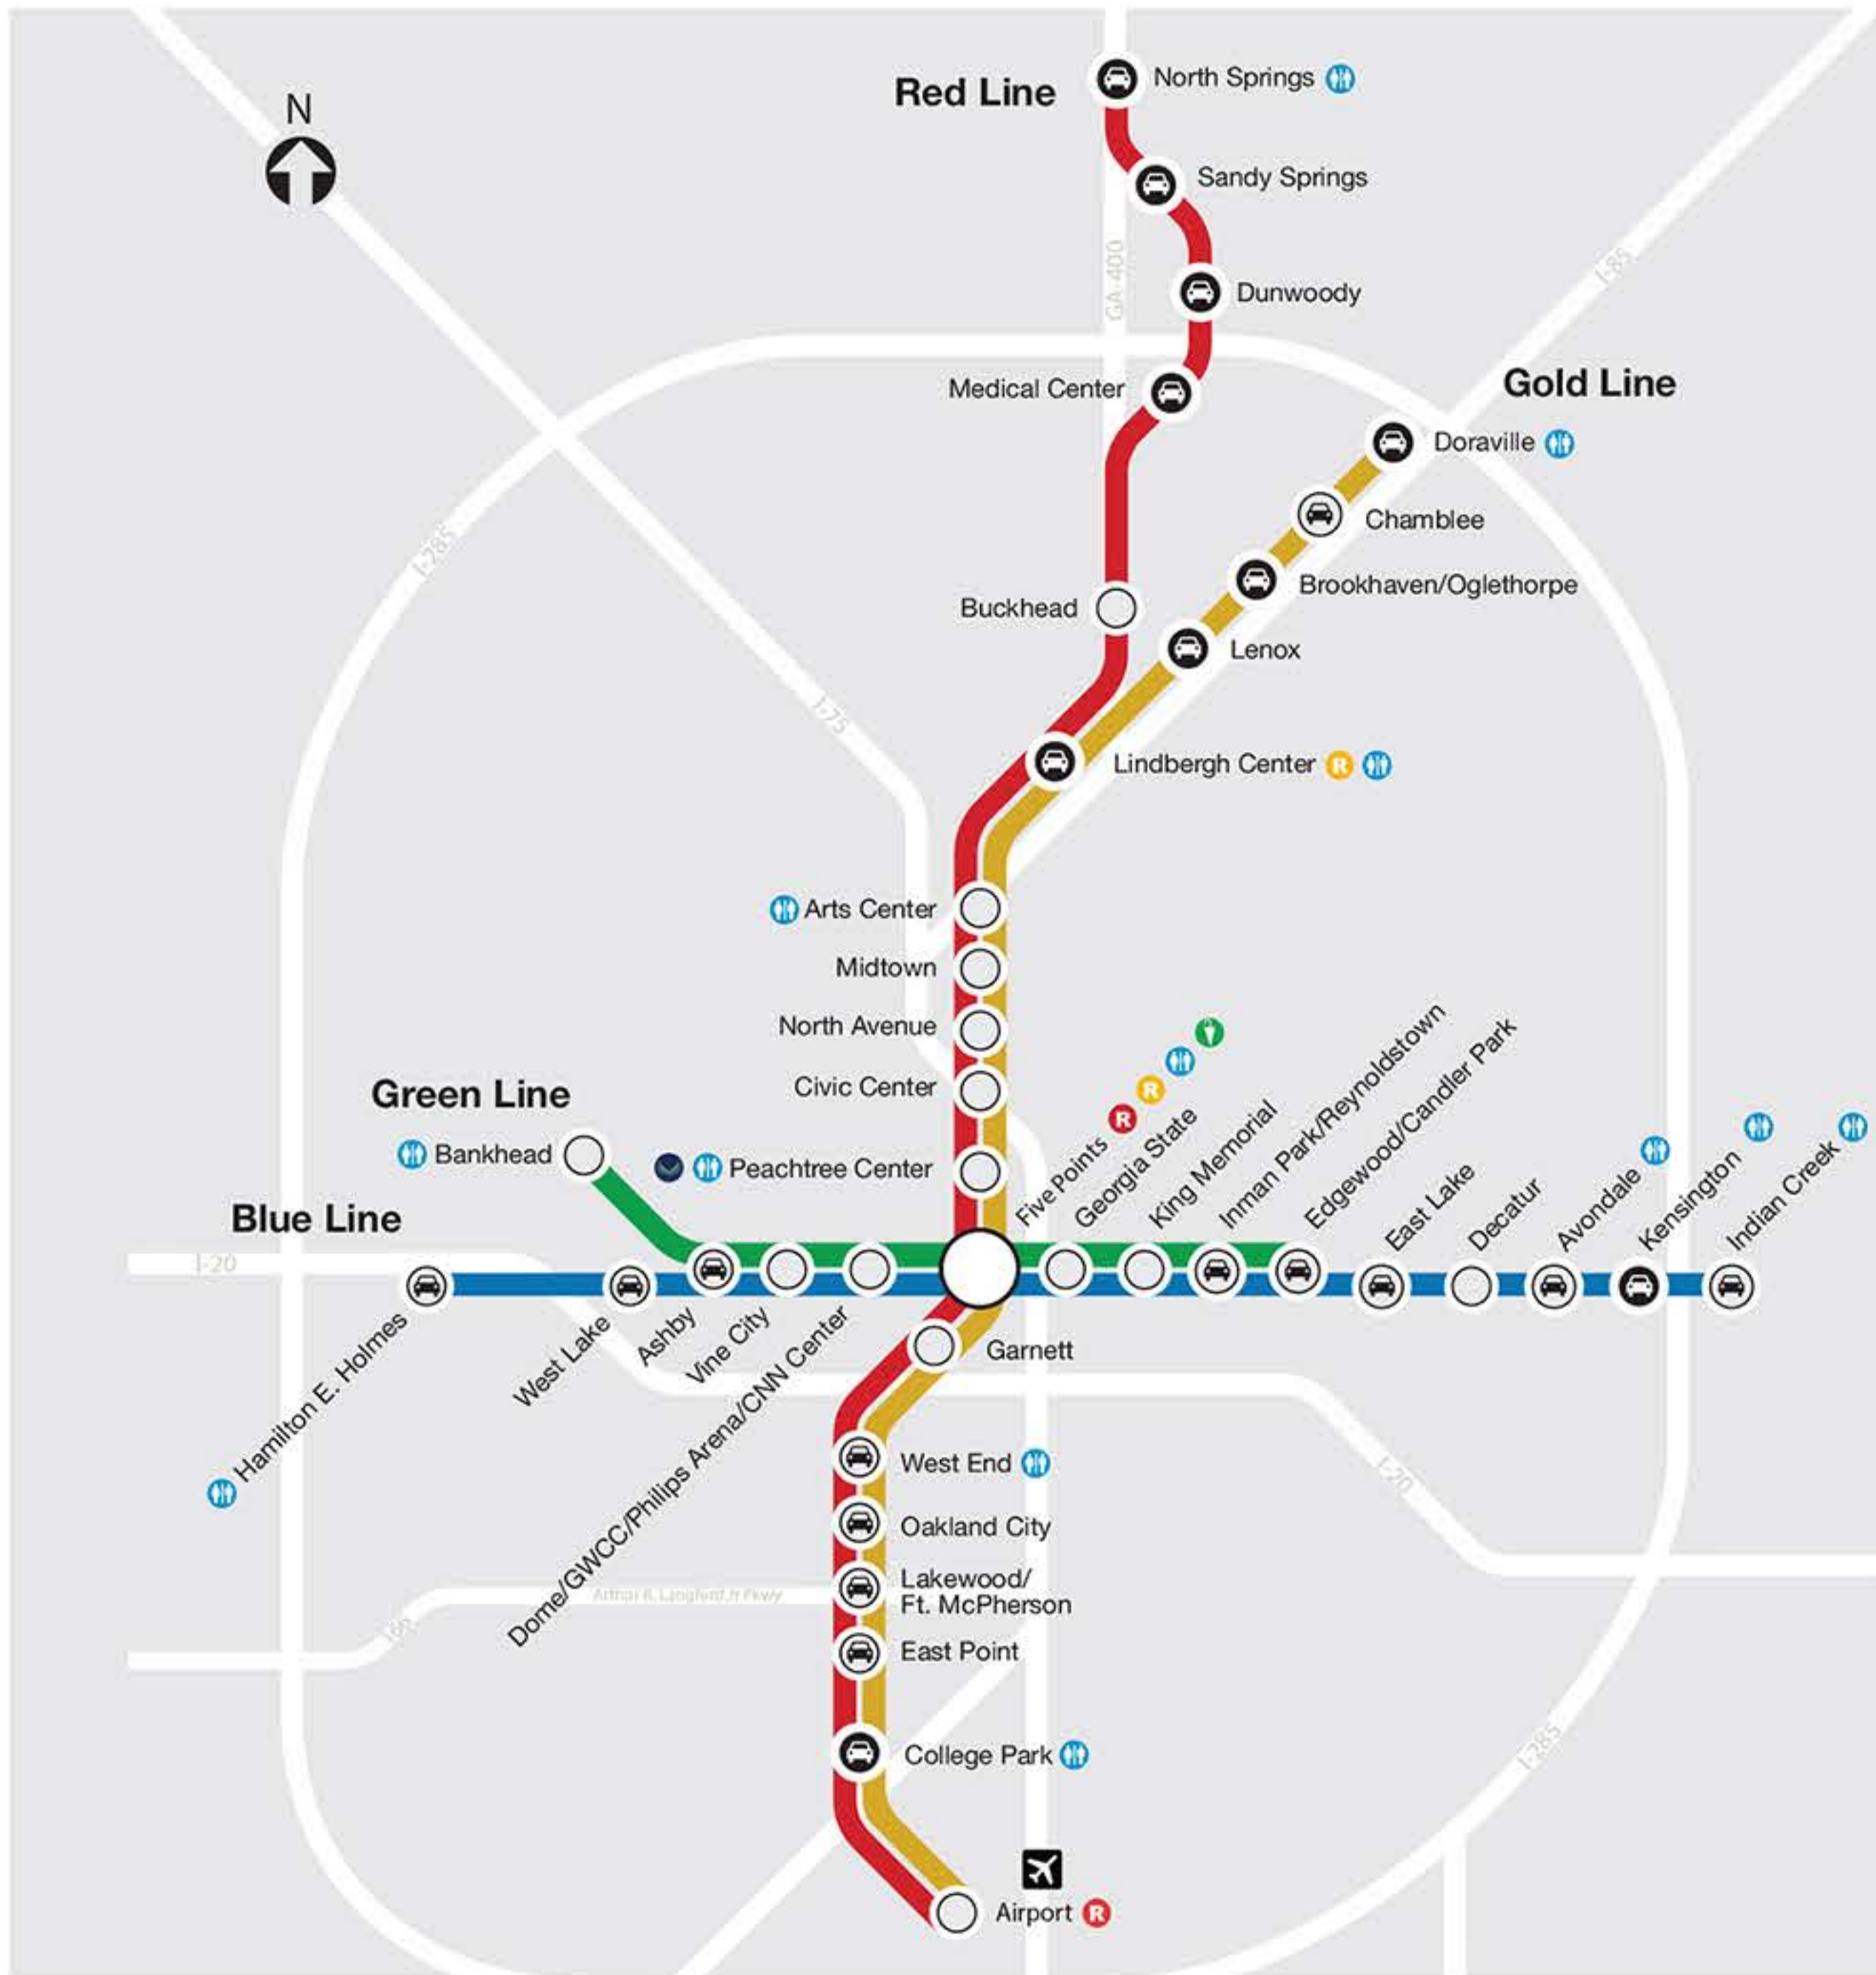 N
Red Line
North Springs
Sandy Springs
GA-400
I-85
Dunwoody
Medical Center
Gold Line
Doraville
I-285
Chamblee
Brookhaven/Oglethorpe
Buckhead
Lenox
I-75
Lindbergh Center R
Arts Center
Midtown
North Avenue
Civic Center
Green Line
Bankhead
Peachtree Center
R
R
Five Points
Georgia State
King Memorial
Inman Park/Reynoldstown
Edgewood/Candler Park
East Lake
Decatur
Avondale
Kensington
Indian Creek
Blue Line
I-20
Hamilton E. Holmes
West Lake
Ashby
Vine City
Dome/GWCC/Philips Arena/CNN Center
Garnett
West End
I-20
Oakland City
Lakewood/
Ft. McPherson
166
East Point
College Park
I-285
Airport R